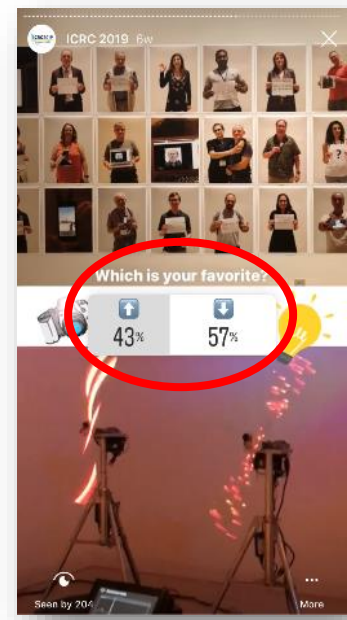 ICRC 2019 6w
Which is your favorite?
⬆️ ⬇️
43% 57%
Seen by 204
More